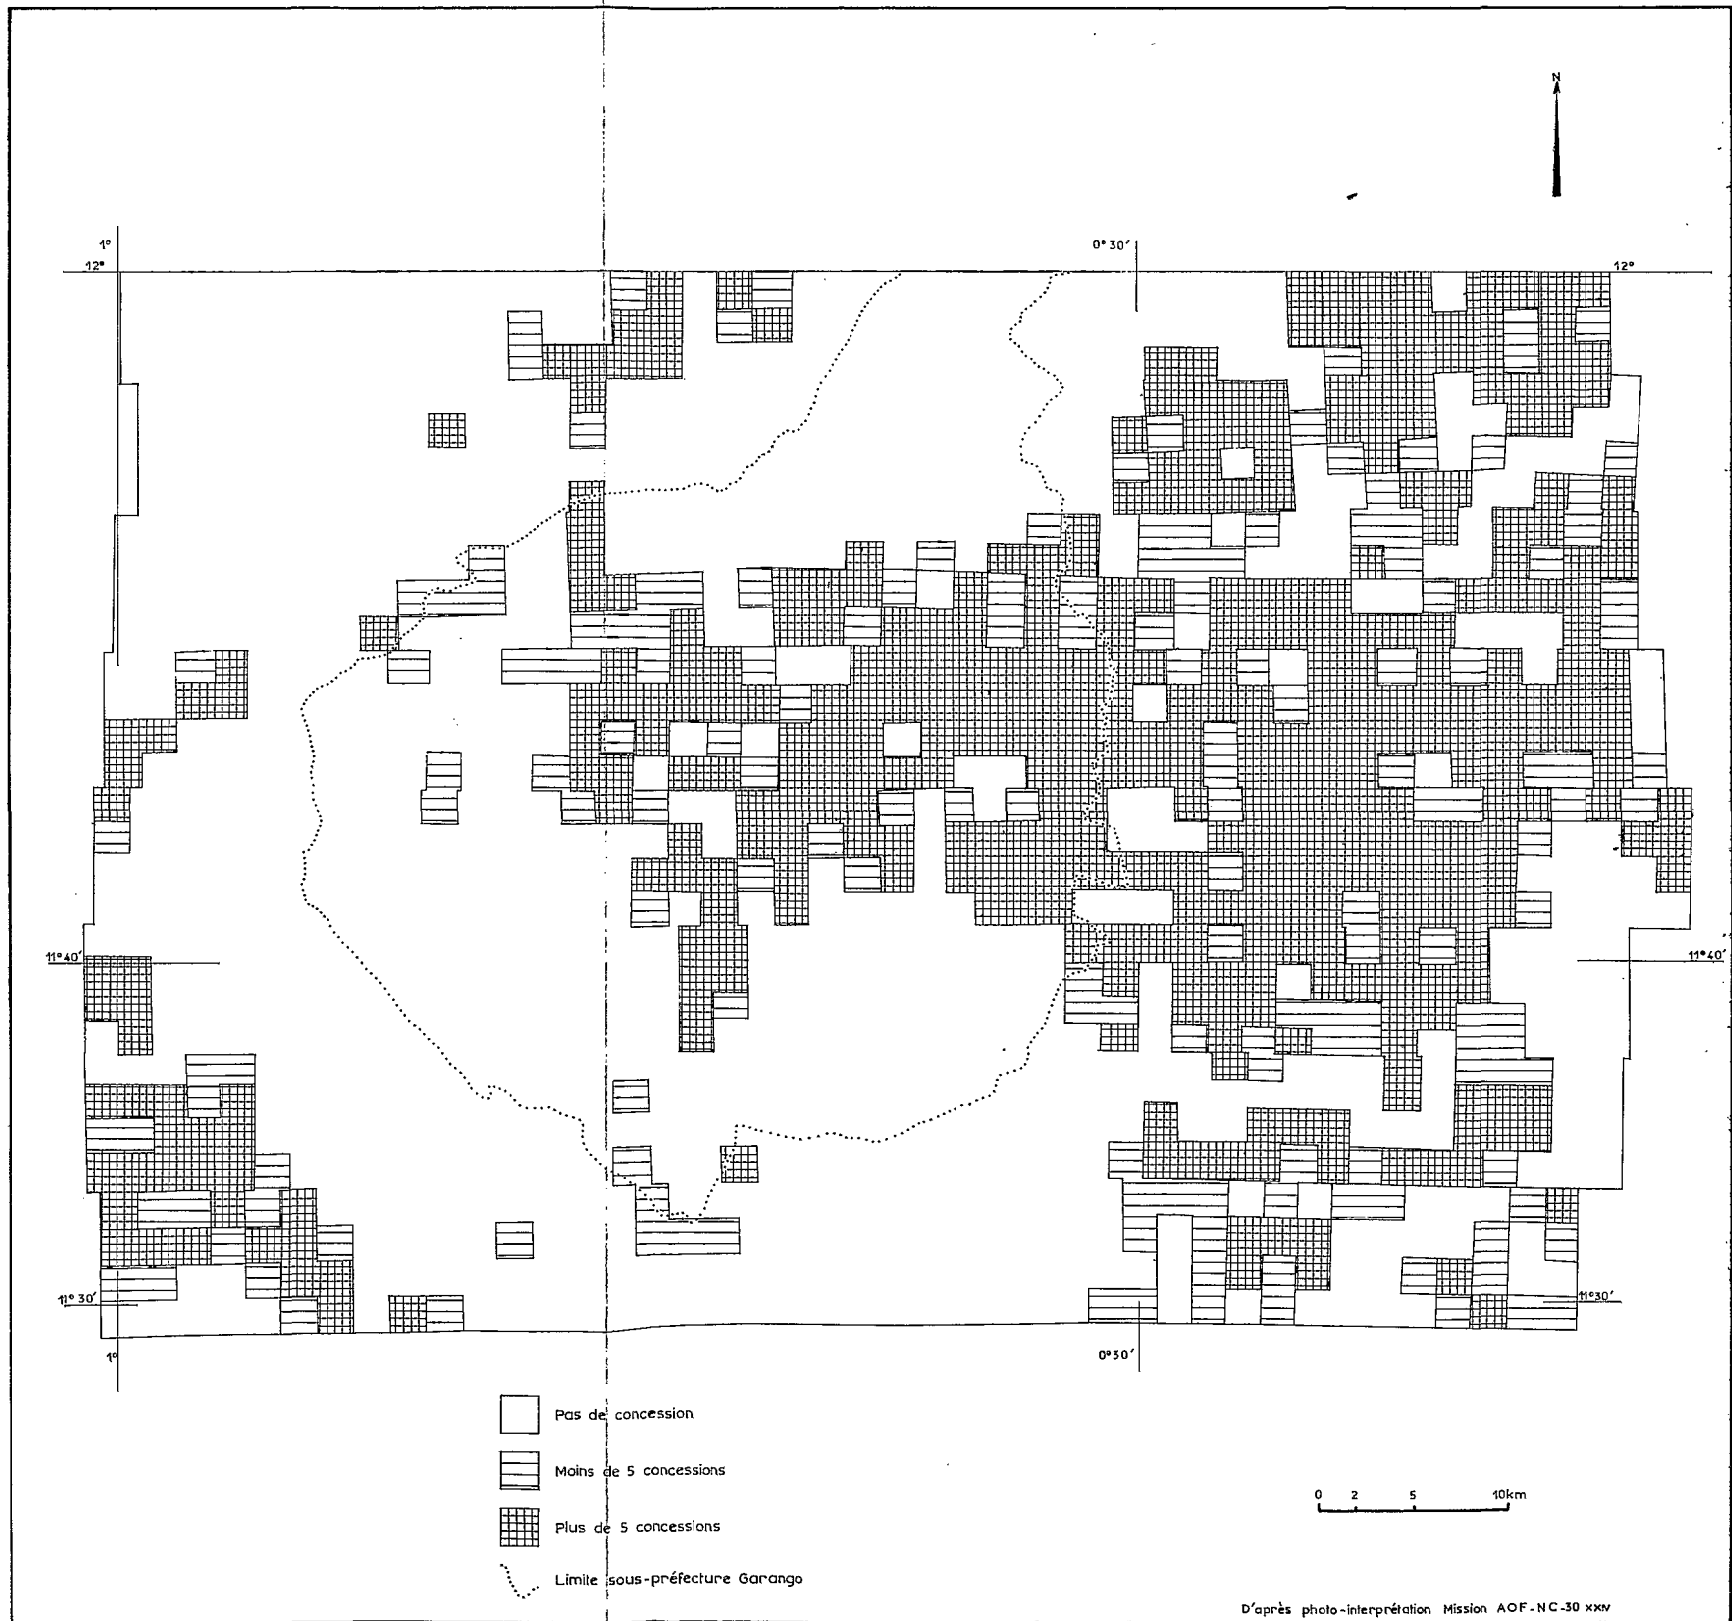 N
1°
0°30′
12°
12°
11°40′
11°40′
11°30′
11°30′
1°
0°30′
Pas de concession
Moins de 5 concessions
0 2 5 10km
Plus de 5 concessions
Limite sous-préfecture Garango
D'après photo-interprétation Mission AOF-NC-30 XXIV